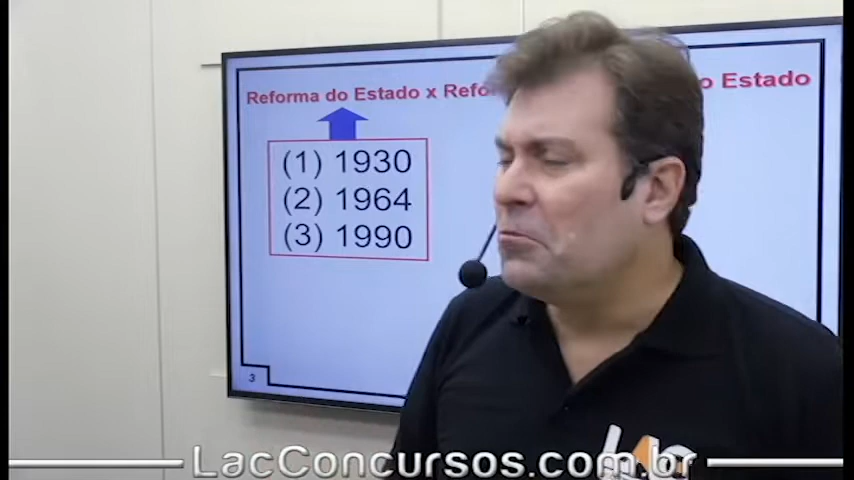 Reforma do Estado x Refo
o Estado
(1) 1930
(2) 1964
(3) 1990
3
LacConcursos.com.br